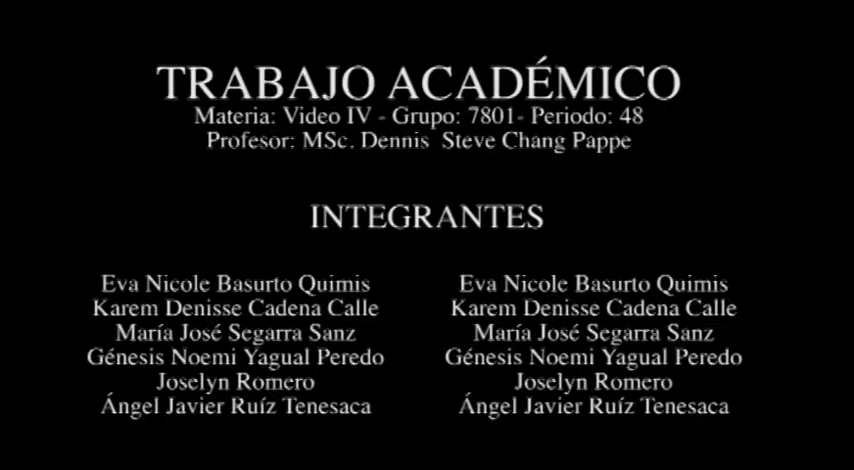 TRABAJO ACADÉMICO
Materia: Video IV - Grupo: 7801- Periodo: 48
Profesor: MSc. Dennis Steve Chang Pappe
INTEGRANTES
Eva Nicole Basurto Quimis
Karem Denisse Cadena Calle
María José Segarra Sanz
Génesis Noemi Yagual Peredo
Joselyn Romero
Ángel Javier Ruíz Tenesaca
Eva Nicole Basurto Quimis
Karem Denisse Cadena Calle
María José Segarra Sanz
Génesis Noemi Yagual Peredo
Joselyn Romero
Ángel Javier Ruíz Tenesaca